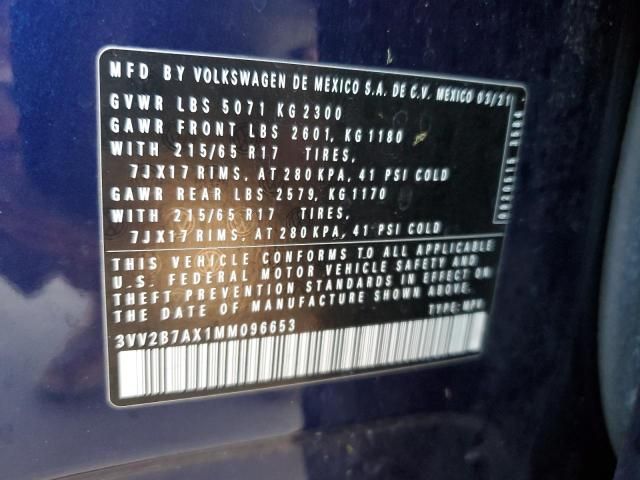 MFD BY VOLKSWAGEN DE MEXICO S.A. DE C.V. MEXICO 03/21
GVWR LBS 5071 KG 2300
GAWR FRONT LBS 2601, KG 1180
WITH 215/65 R17 TIRES,
7JX17 RIMS, AT 280 KPA, 41 PSI COLD
GAWR REAR LBS 2579, KG 1170
WITH 215/65 R17 TIRES,
7JX17 RIMS, AT 280 KPA, 41 PSI COLD
THIS VEHICLE CONFORMS TO ALL APPLICABLE
U.S. FEDERAL MOTOR VEHICLE SAFETY AND
THEFT PREVENTION STANDARDS IN EFFECT ON
THE DATE OF MANUFACTURE SHOWN ABOVE.
TYPE: MPV
3VV2B7AX1MM096653